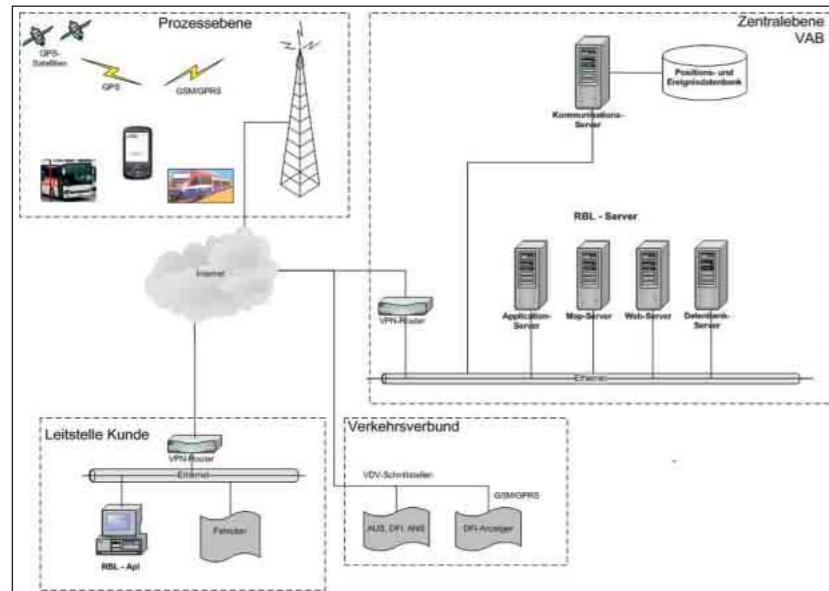 Prozessebene
GPS-
Satelliten
GPS
GSM/GPRS
Zentralebene
VAB
Kommunikations-
Server
Positions- und
Ereignisdatenbank
RBL - Server
Application-
Server
Map-Server
Web-Server
Datenbank-
Server
Ethernet
Internet
VPN-Router
Leitstelle Kunde
VPN-Router
Ethernet
RBL - Apl
Fahrplan
Verkehrsverbund
VDV-Schnittstellen
GSM/GPRS
AUS, DFI, ANS
DFI-Anzeiger